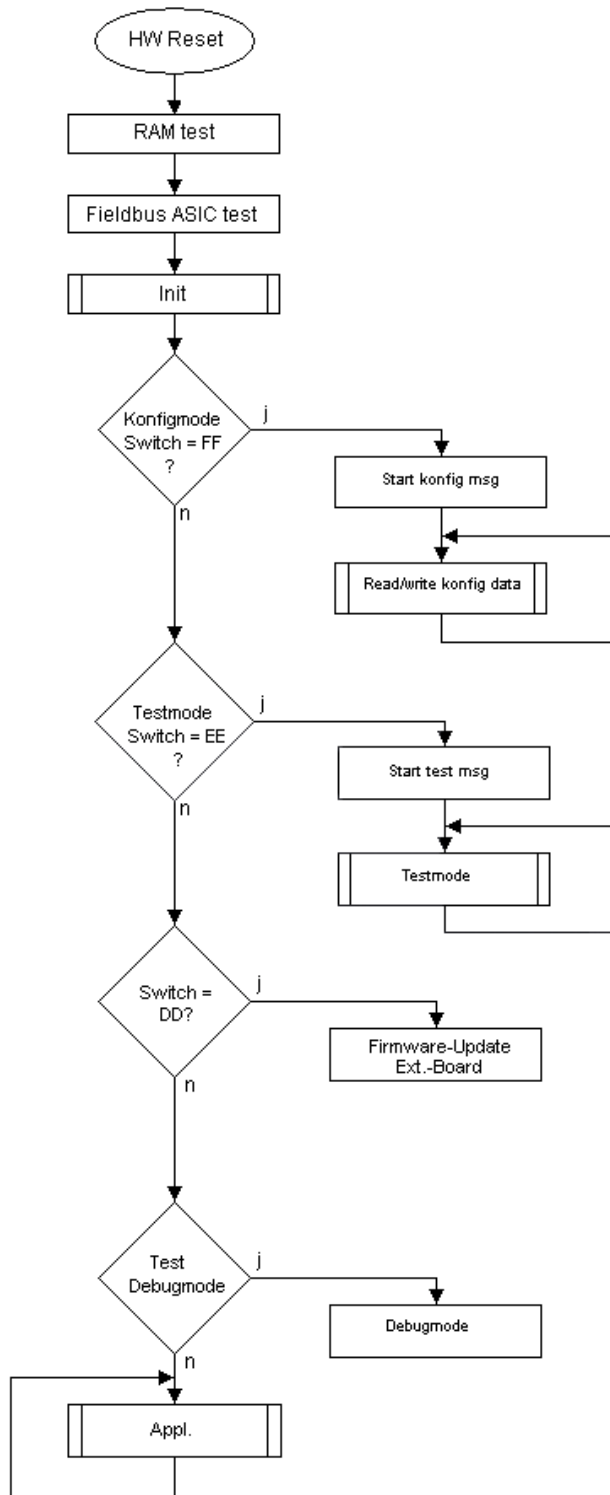 HW Reset
RAM test
Fieldbus ASIC test
Init
Konfigmode
Switch = FF
?
j
n
Start konfig msg
Read/write konfig data
Testmode
Switch = EE
?
j
n
Start test msg
Testmode
Switch =
DD?
j
n
Firmware-Update
Ext.-Board
Test
Debugmode
j
n
Debugmode
Appl.